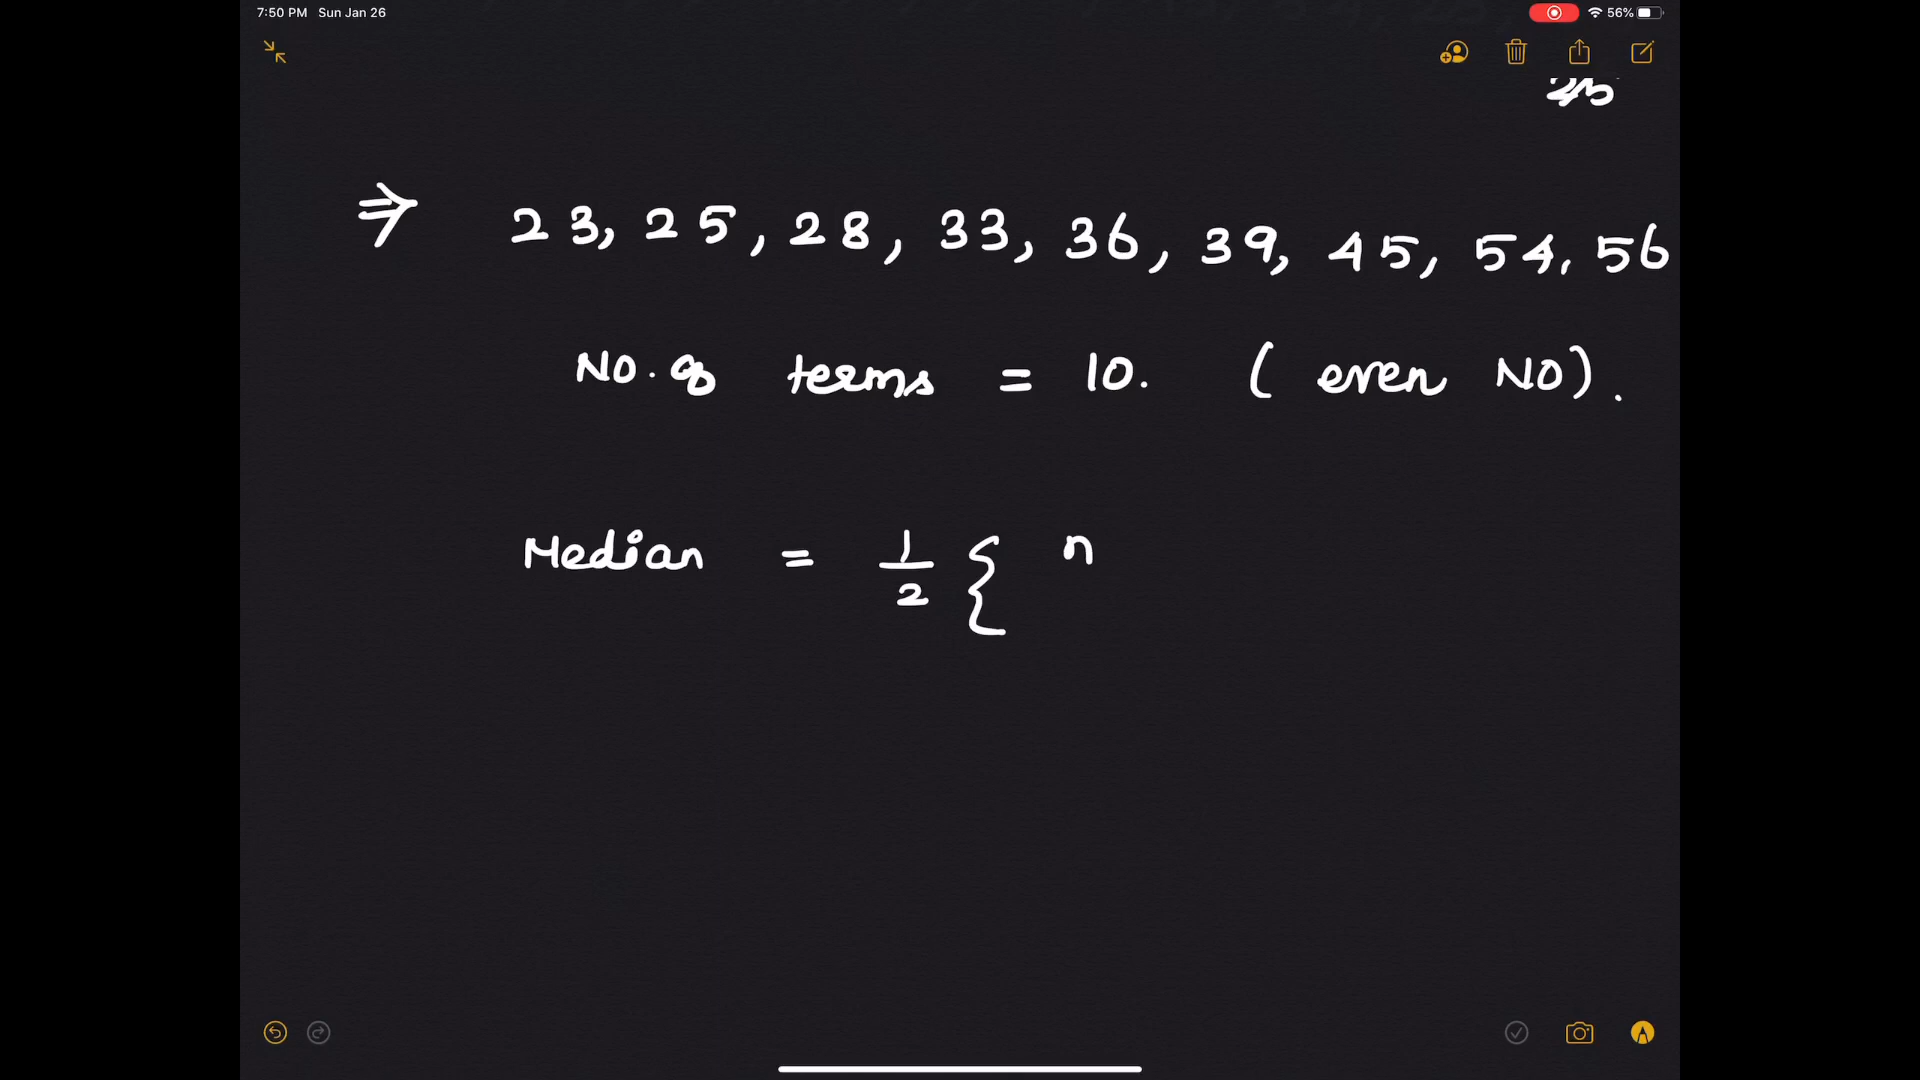 7:50 PM Sun Jan 26
56%
⇒ 23, 25, 28, 33, 36, 39, 45, 54, 56
NO. of terms = 10. (even NO).
Median = 1/2 { n